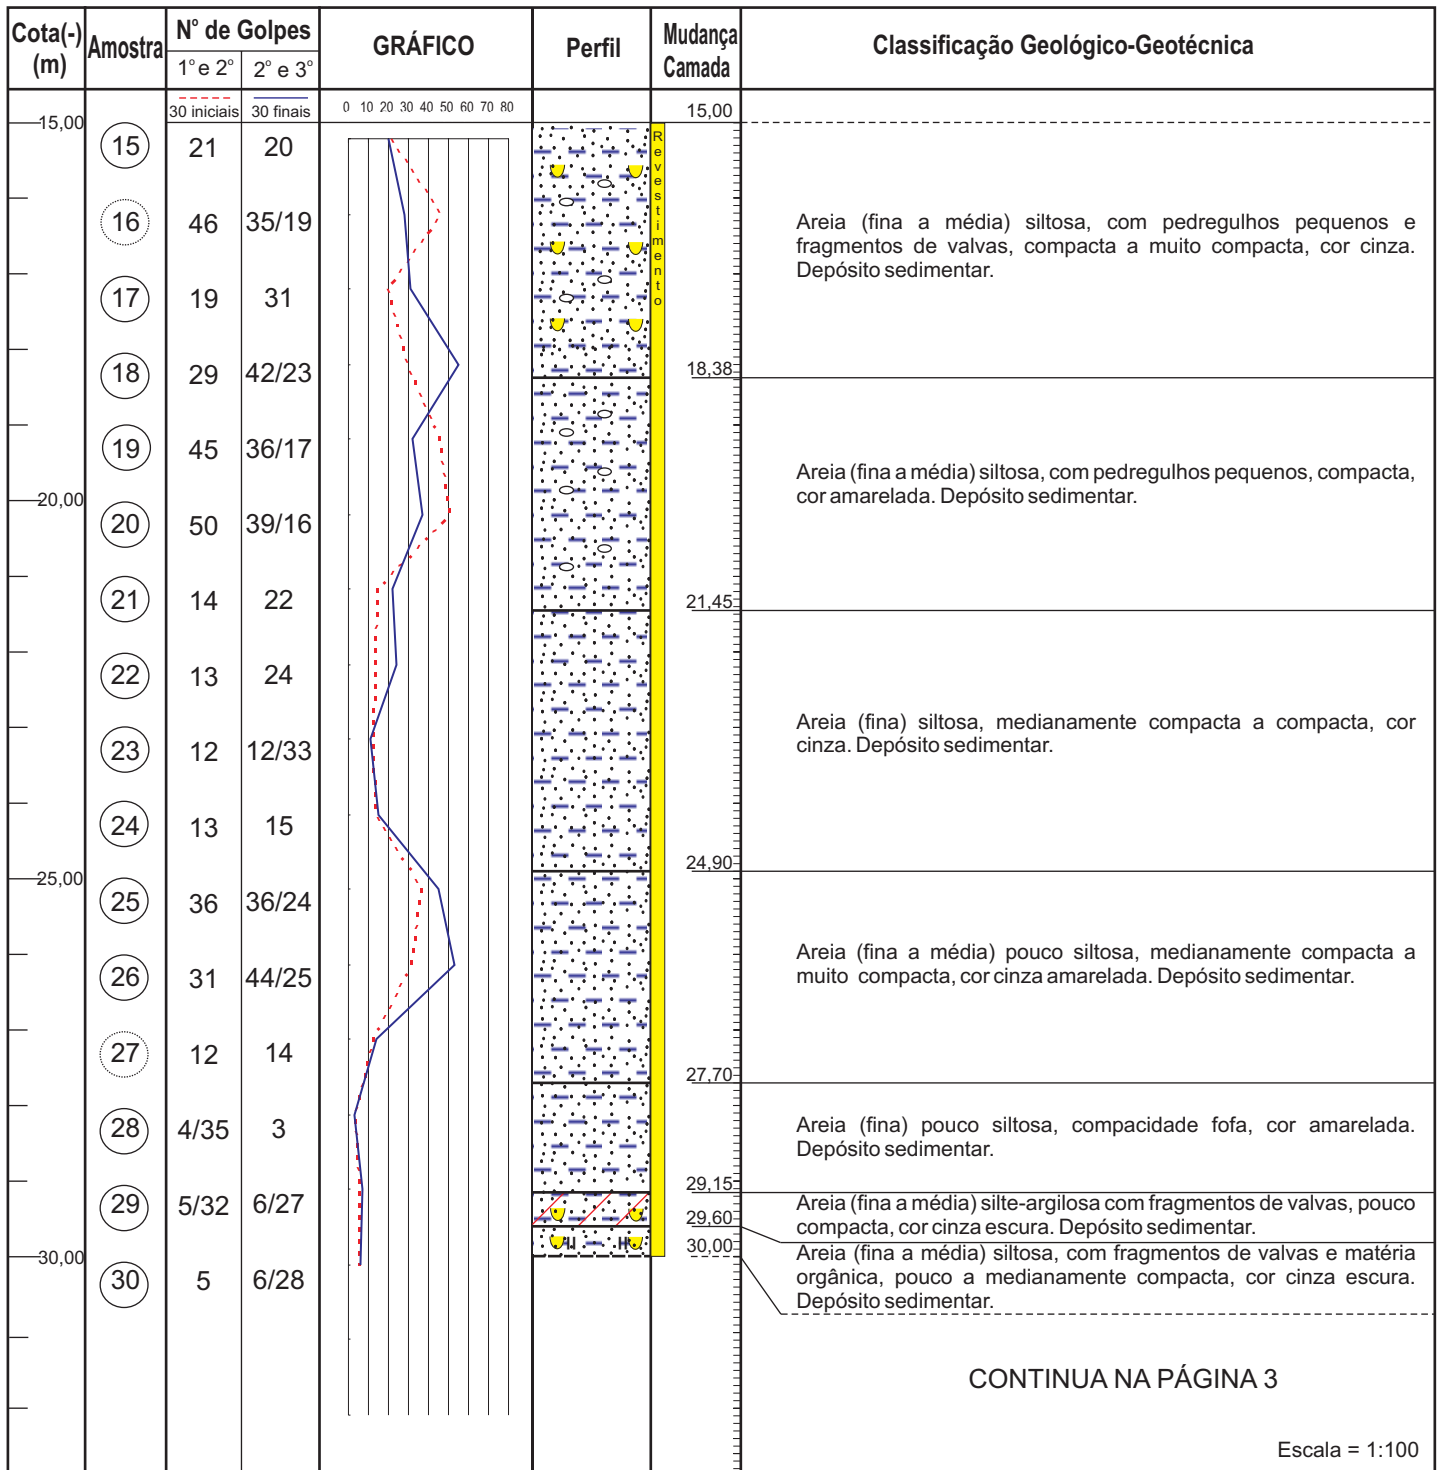 Cota(-)
(m)
Amostra
N° de Golpes
1° e 2°
2° e 3°
GRÁFICO
Perfil
Mudança
Camada
Classificação Geológico-Geotécnica
30 iniciais
30 finais
0 10 20 30 40 50 60 70 80
15,00
15,00
Revestimento
15 21 20
16 46 35/19
Areia (fina a média) siltosa, com pedregulhos pequenos e
fragmentos de valvas, compacta a muito compacta, cor cinza.
Depósito sedimentar.
17 19 31
18 29 42/23
18,38
19 45 36/17
Areia (fina a média) siltosa, com pedregulhos pequenos, compacta,
cor amarelada. Depósito sedimentar.
20,00
20 50 39/16
21 14 22
21,45
22 13 24
Areia (fina) siltosa, medianamente compacta a compacta, cor
cinza. Depósito sedimentar.
23 12 12/33
24 13 15
24,90
25,00
25 36 36/24
Areia (fina a média) pouco siltosa, medianamente compacta a
muito compacta, cor cinza amarelada. Depósito sedimentar.
26 31 44/25
27 12 14
27,70
28 4/35 3
Areia (fina) pouco siltosa, compacidade fofa, cor amarelada.
Depósito sedimentar.
29,15
29 5/32 6/27
Areia (fina a média) silte-argilosa com fragmentos de valvas, pouco
compacta, cor cinza escura. Depósito sedimentar.
29,60
30,00
30,00
Areia (fina a média) siltosa, com fragmentos de valvas e matéria
orgânica, pouco a medianamente compacta, cor cinza escura.
Depósito sedimentar.
30 5 6/28
CONTINUA NA PÁGINA 3
Escala = 1:100